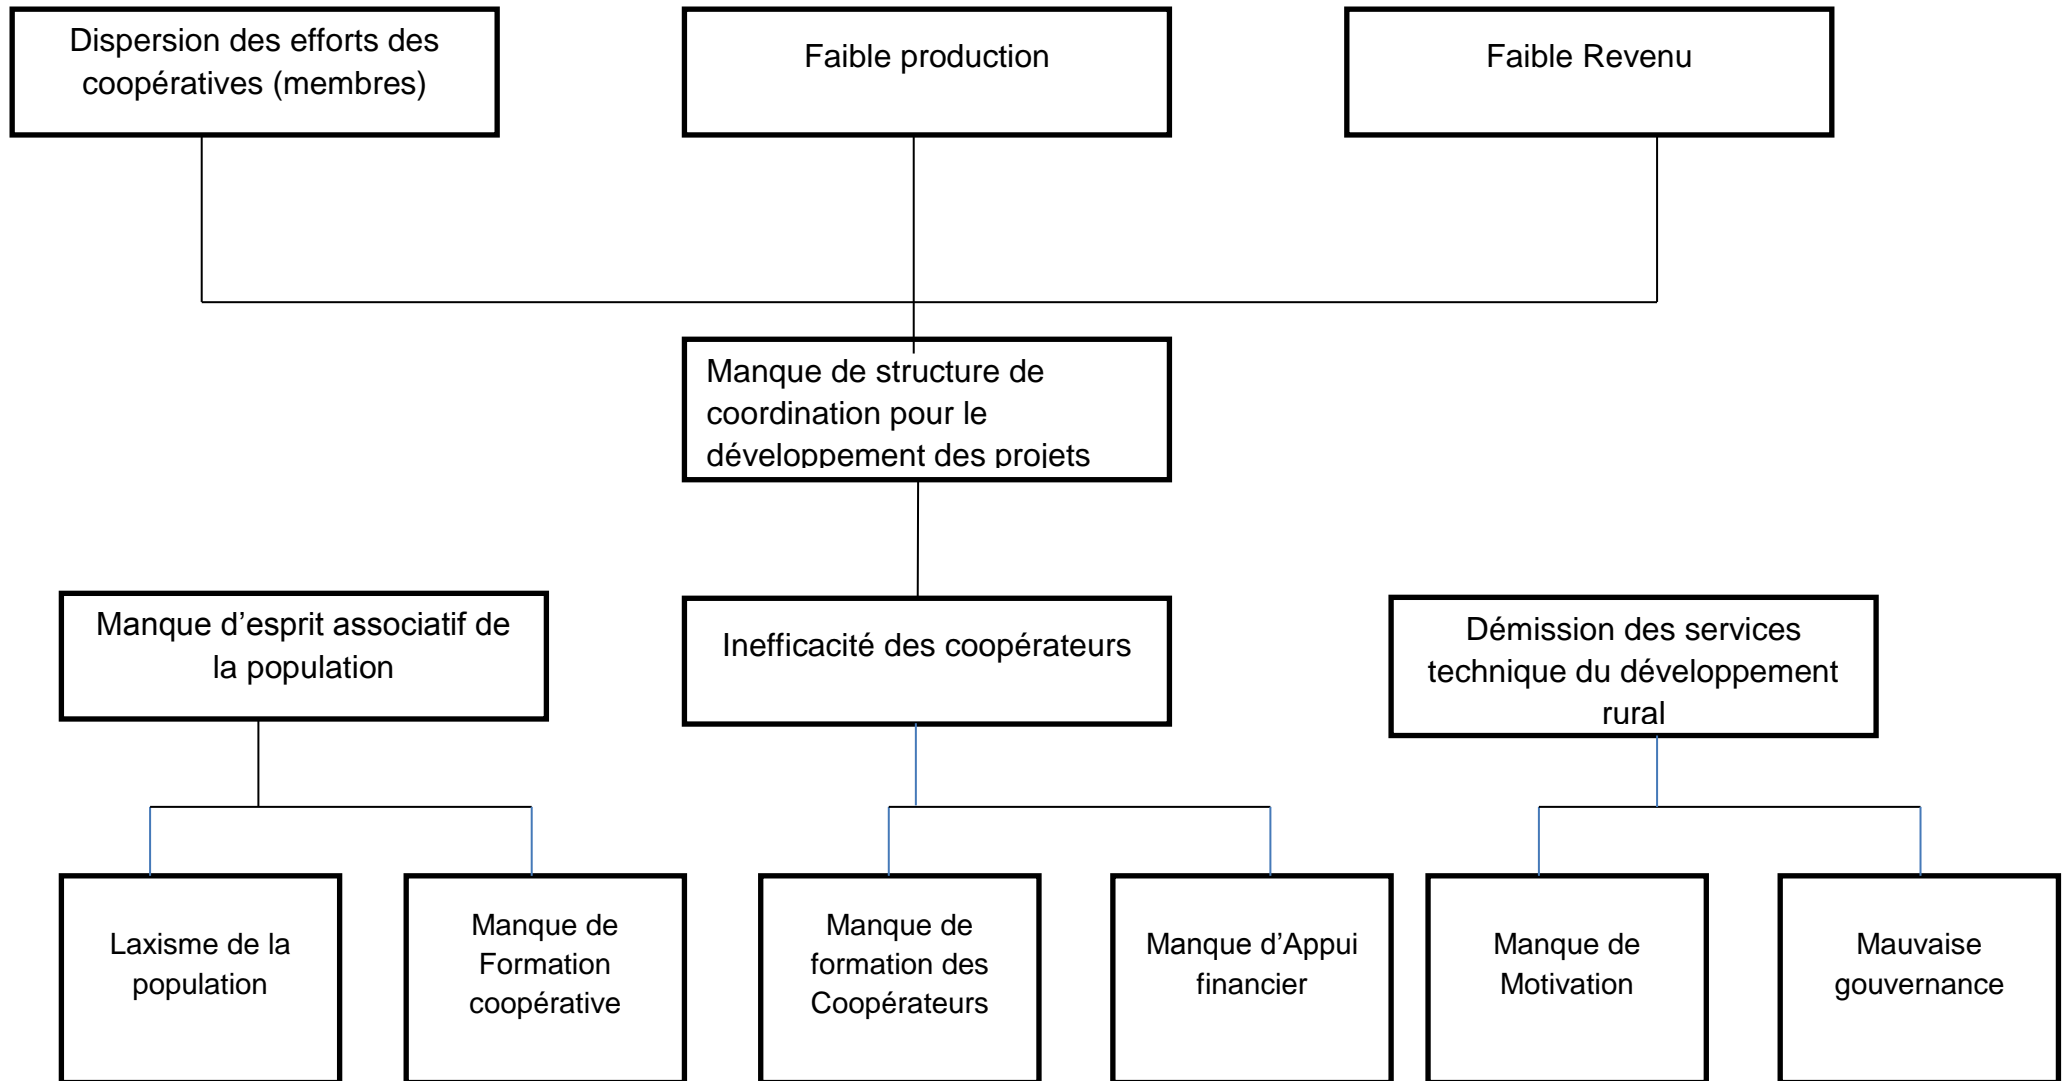 Dispersion des efforts des
coopératives (membres)
Faible production
Faible Revenu
Manque de structure de
coordination pour le
développement des projets
Manque d’esprit associatif de
la population
Inefficacité des coopérateurs
Démission des services
technique du développement
rural
Laxisme de la
population
Manque de
Formation
coopérative
Manque de
formation des
Coopérateurs
Manque d’Appui
financier
Manque de
Motivation
Mauvaise
gouvernance